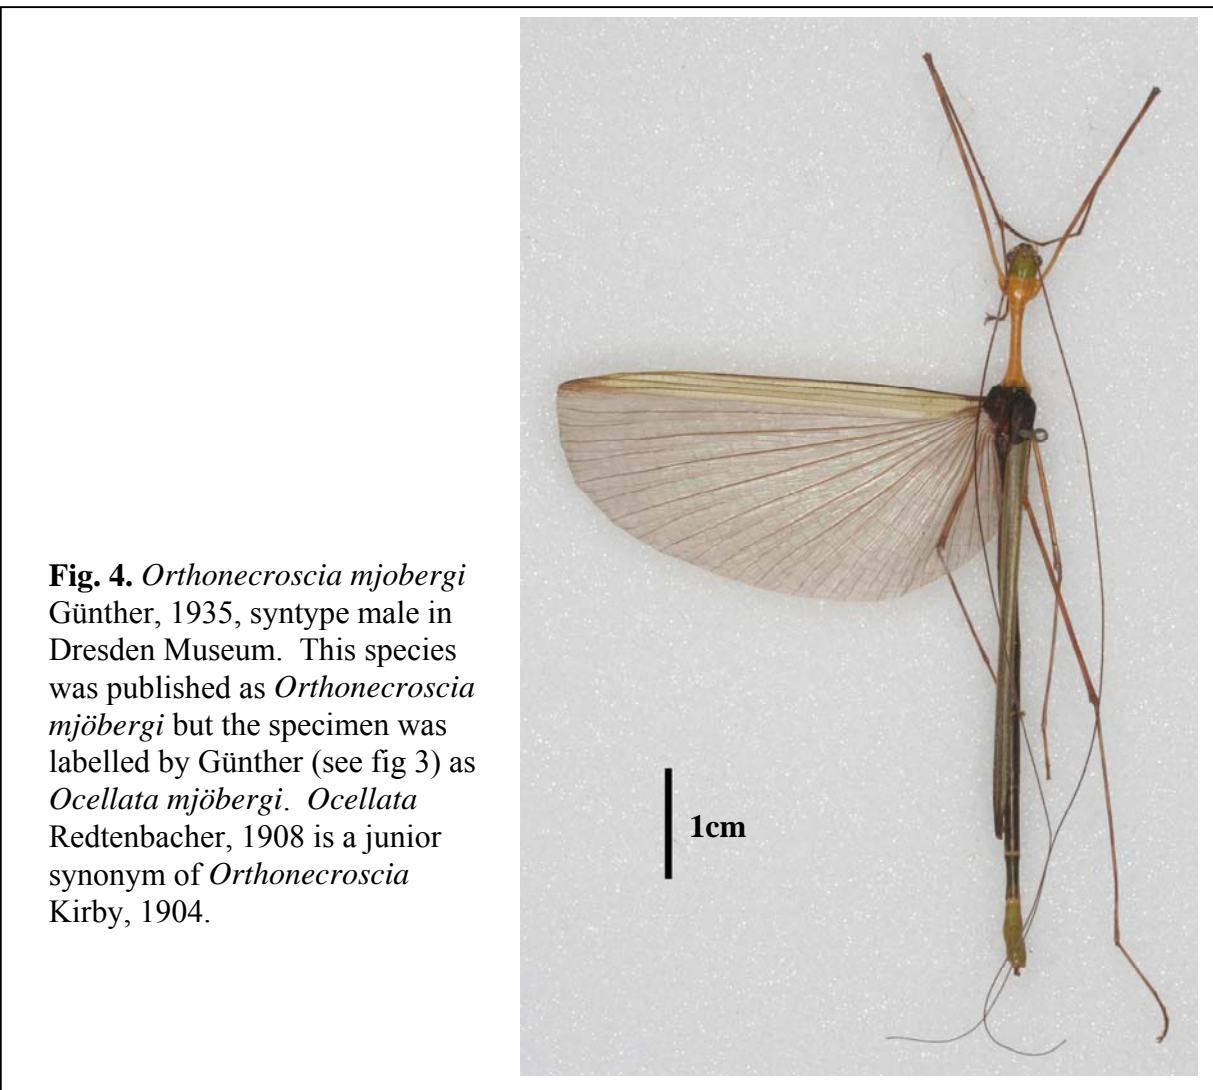 Fig. 4. Orthonecroscia mjobergi
Günther, 1935, syntype male in
Dresden Museum.  This species
was published as Orthonecroscia
mjöbergi but the specimen was
labelled by Günther (see fig 3) as
Ocellata mjöbergi.  Ocellata
Redtenbacher, 1908 is a junior
synonym of Orthonecroscia
Kirby, 1904.
1cm